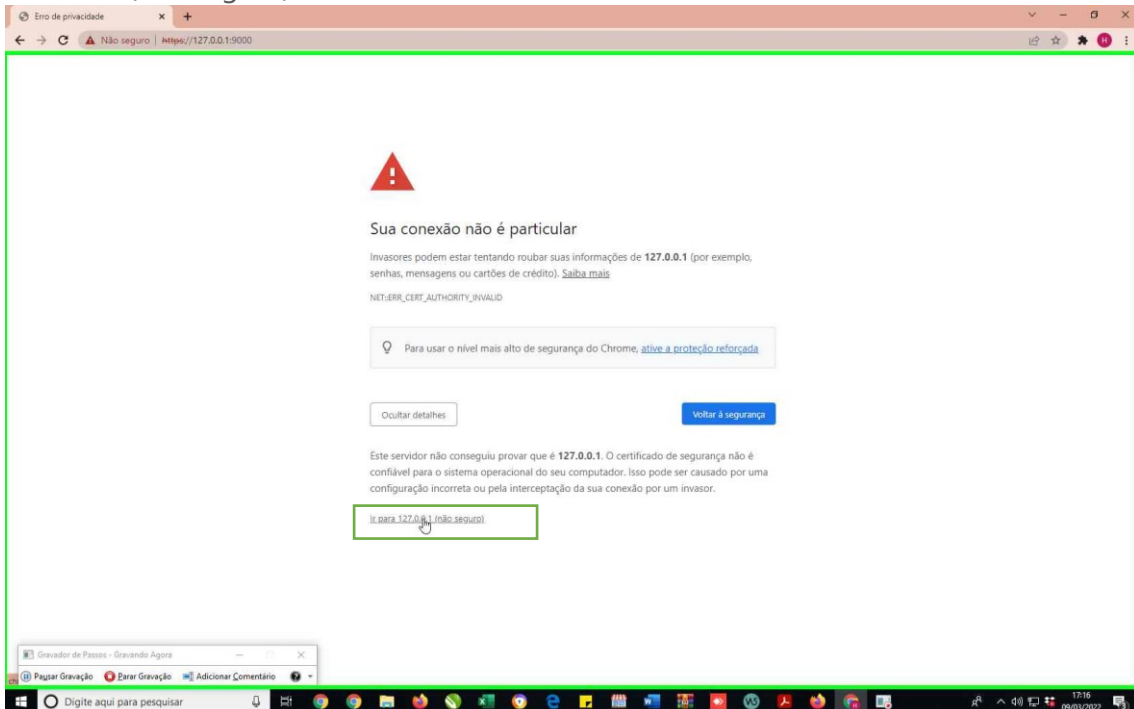 Erro de privacidade
Não seguro | https://127.0.0.1:9000
Sua conexão não é particular
Invasores podem estar tentando roubar suas informações de 127.0.0.1 (por exemplo,
senhas, mensagens ou cartões de crédito). Saiba mais
NET::ERR_CERT_AUTHORITY_INVALID
Para usar o nível mais alto de segurança do Chrome, ative a proteção reforçada
Ocultar detalhes
Voltar à segurança
Este servidor não conseguiu provar que é 127.0.0.1. O certificado de segurança não é
confiável para o sistema operacional do seu computador. Isso pode ser causado por uma
configuração incorreta ou pela interceptação da sua conexão por um invasor.
Ir para 127.0.0.1 (não seguro)
Gravador de Passos - Gravando Agora
Pausar Gravação Parar Gravação Adicionar Comentário
Digite aqui para pesquisar
17:16
09/03/2022